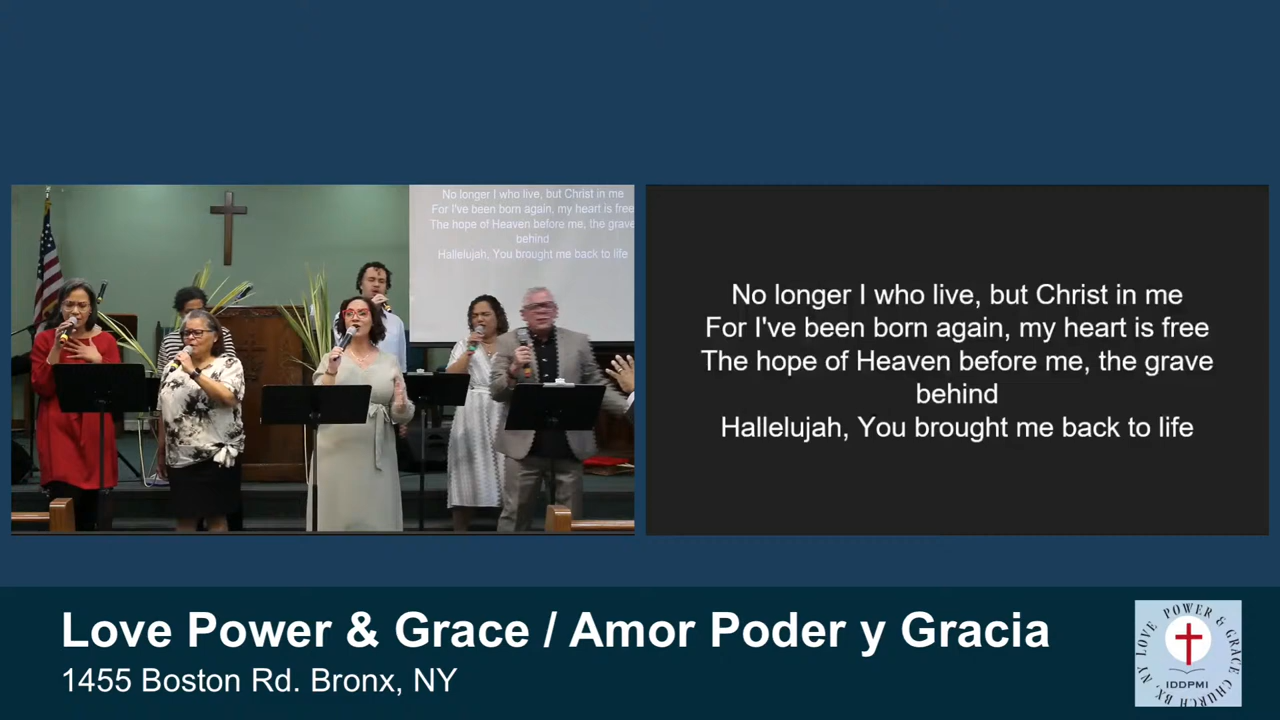 No longer I who live, but Christ in me
For I've been born again, my heart is free
The hope of Heaven before me, the grave
behind
Hallelujah, You brought me back to life
No longer I who live, but Christ in me
For I've been born again, my heart is free
The hope of Heaven before me, the grave
behind
Hallelujah, You brought me back to life
Love Power & Grace / Amor Poder y Gracia
1455 Boston Rd. Bronx, NY
LOVE POWER & GRACE CHURCH BX, NY
IDDPMI